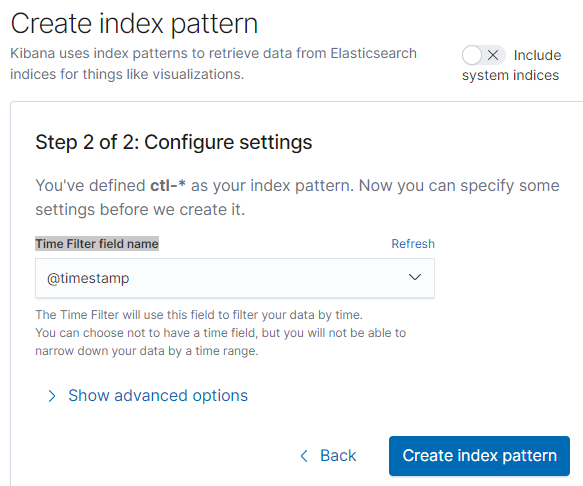 Create index pattern
Kibana uses index patterns to retrieve data from Elasticsearch
indices for things like visualizations.
Include
system indices
Step 2 of 2: Configure settings
You've defined ctl-* as your index pattern. Now you can specify some
settings before we create it.
Time Filter field name
Refresh
@timestamp
The Time Filter will use this field to filter your data by time.
You can choose not to have a time field, but you will not be able to
narrow down your data by a time range.
Show advanced options
Back
Create index pattern